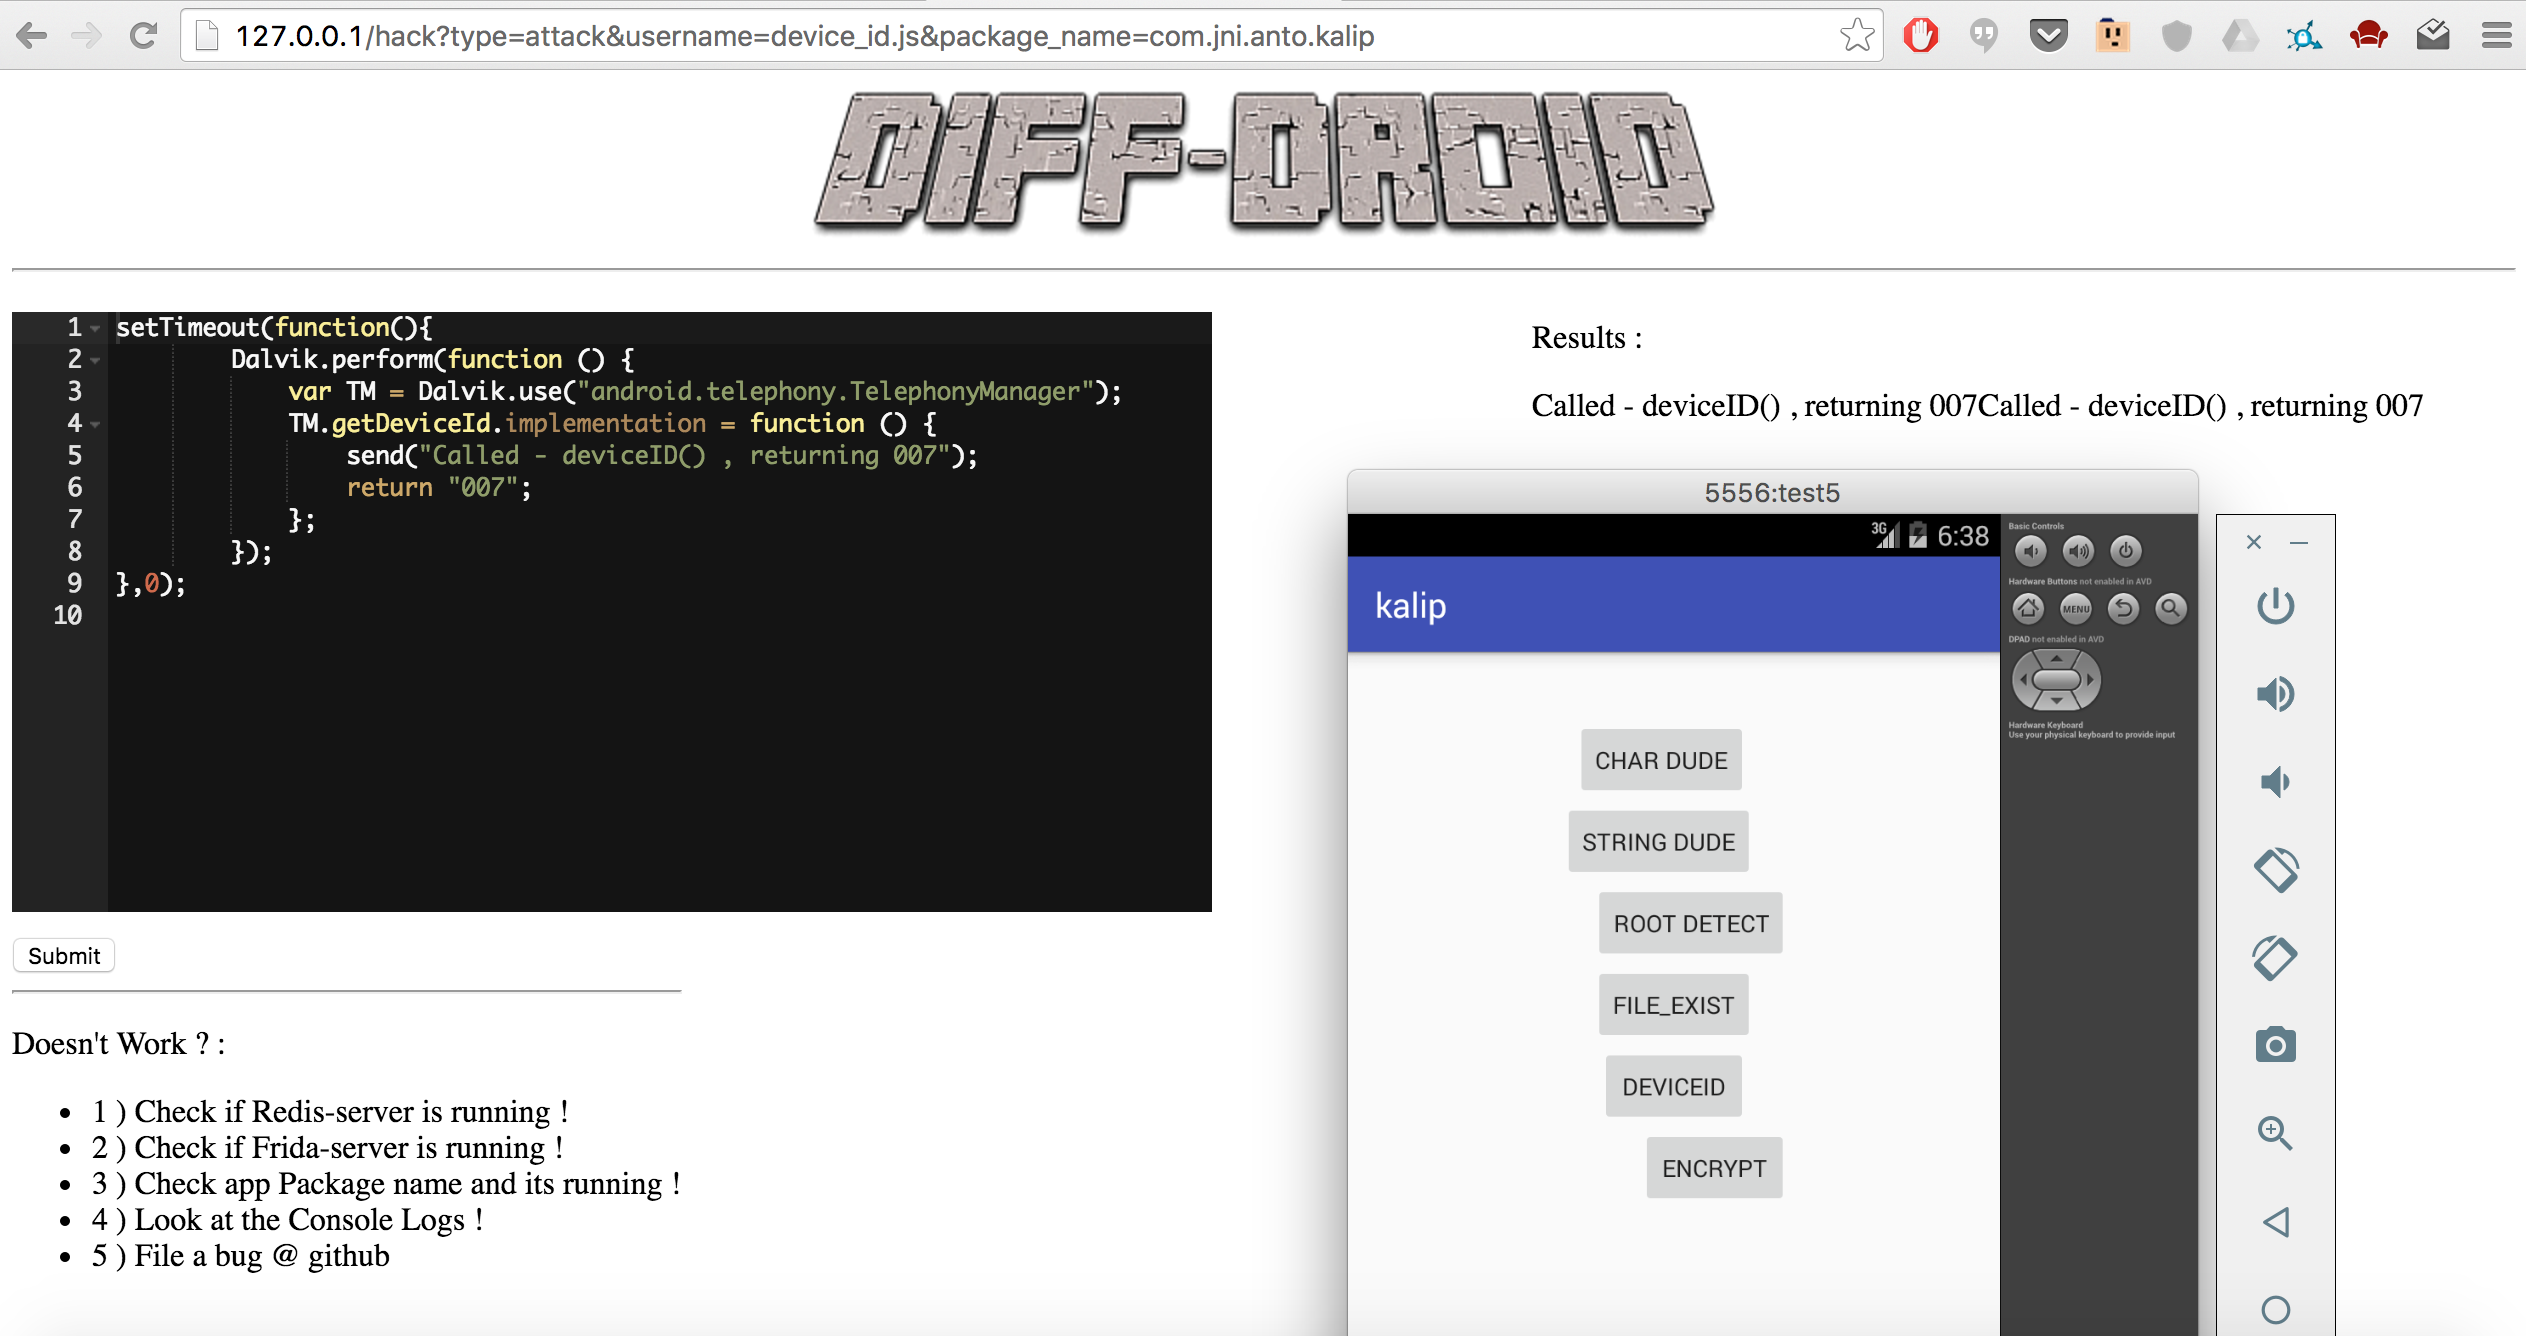 127.0.0.1/hack?type=attack&username=device_id.js&package_name=com.jni.anto.kalip
DIFF-DROID
1 setTimeout(function(){
2 Dalvik.perform(function () {
3 var TM = Dalvik.use("android.telephony.TelephonyManager");
4 TM.getDeviceId.implementation = function () {
5 send("Called - deviceID() , returning 007");
6 return "007";
7 };
8 });
9 },0);
10
Submit
Doesn't Work ? :
1 ) Check if Redis-server is running !
2 ) Check if Frida-server is running !
3 ) Check app Package name and its running !
4 ) Look at the Console Logs !
5 ) File a bug @ github
Results :
Called - deviceID() , returning 007Called - deviceID() , returning 007
5556:test5
3G 6:38
kalip
CHAR DUDE
STRING DUDE
ROOT DETECT
FILE_EXIST
DEVICEID
ENCRYPT
Basic Controls
Hardware Buttons not enabled in AVD
MENU
DPAD not enabled in AVD
Hardware Keyboard
Use your physical keyboard to provide input